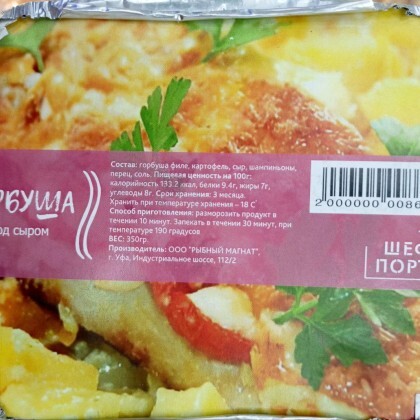 РБУША
од сыром
Состав: горбуша филе, картофель, сыр, шампиньоны,
перец, соль. Пищевая ценность на 100г:
калорийность 133.2 ккал, белки 9.4г, жиры 7г,
углеводы 8г. Срок хранения: 3 месяца.
Хранить при температуре хранения – 18 С
Способ приготовления: разморозить продукт в
течении 10 минут. Запекать в течении 30 минут, при
температуре 190 градусов
ВЕС: 350гр.
Производитель: ООО "РЫБНЫЙ МАГНАТ".
г. Уфа, Индустриальное шоссе, 112/2
2 000000 0086
ШЕФ
ПОРТ